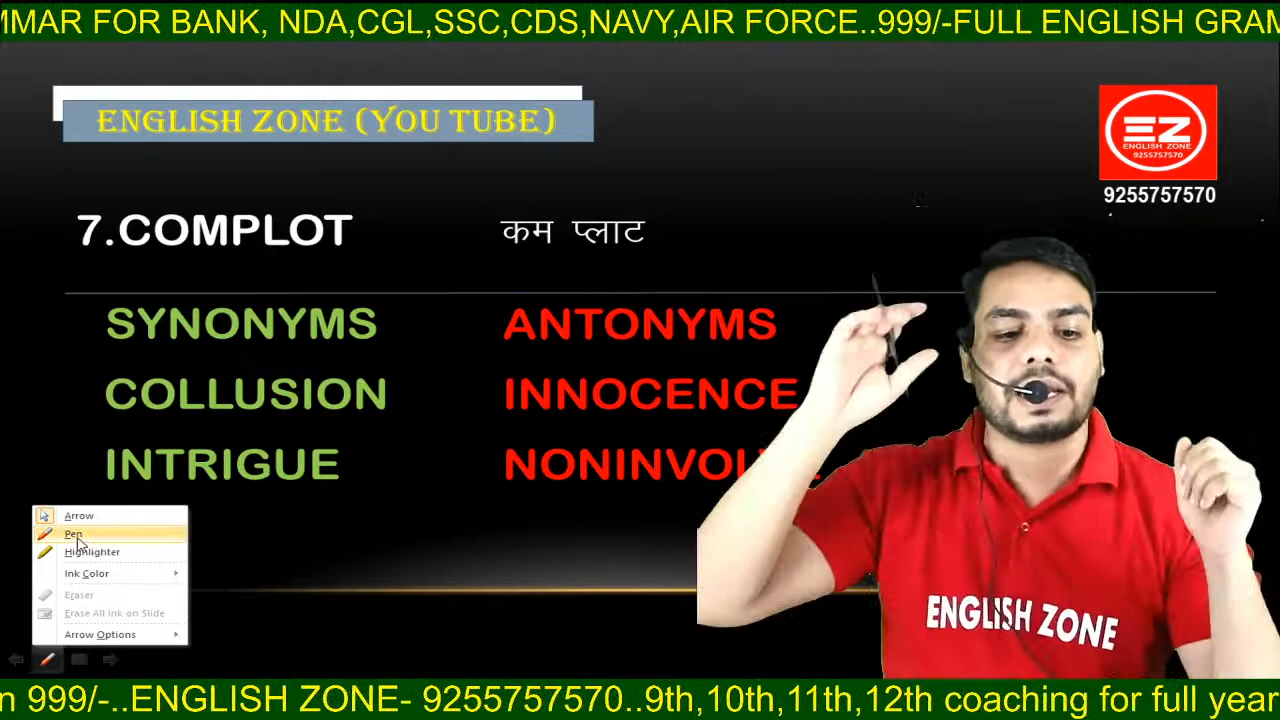 MMAR FOR BANK, NDA,CGL,SSC,CDS,NAVY,AIR FORCE..999/-FULL ENGLISH GRAM
ENGLISH ZONE (YOU TUBE)
EZ
ENGLISH ZONE
9255757570
9255757570
7.COMPLOT कम प्लाट
SYNONYMS ANTONYMS
COLLUSION INNOCENCE
INTRIGUE
Arrow
Pen
Highlighter
Ink Color
Eraser
Erase All Ink on Slide
Arrow Options
ENGLISH ZONE
n 999/-..ENGLISH ZONE- 9255757570..9th,10th,11th,12th coaching for full year